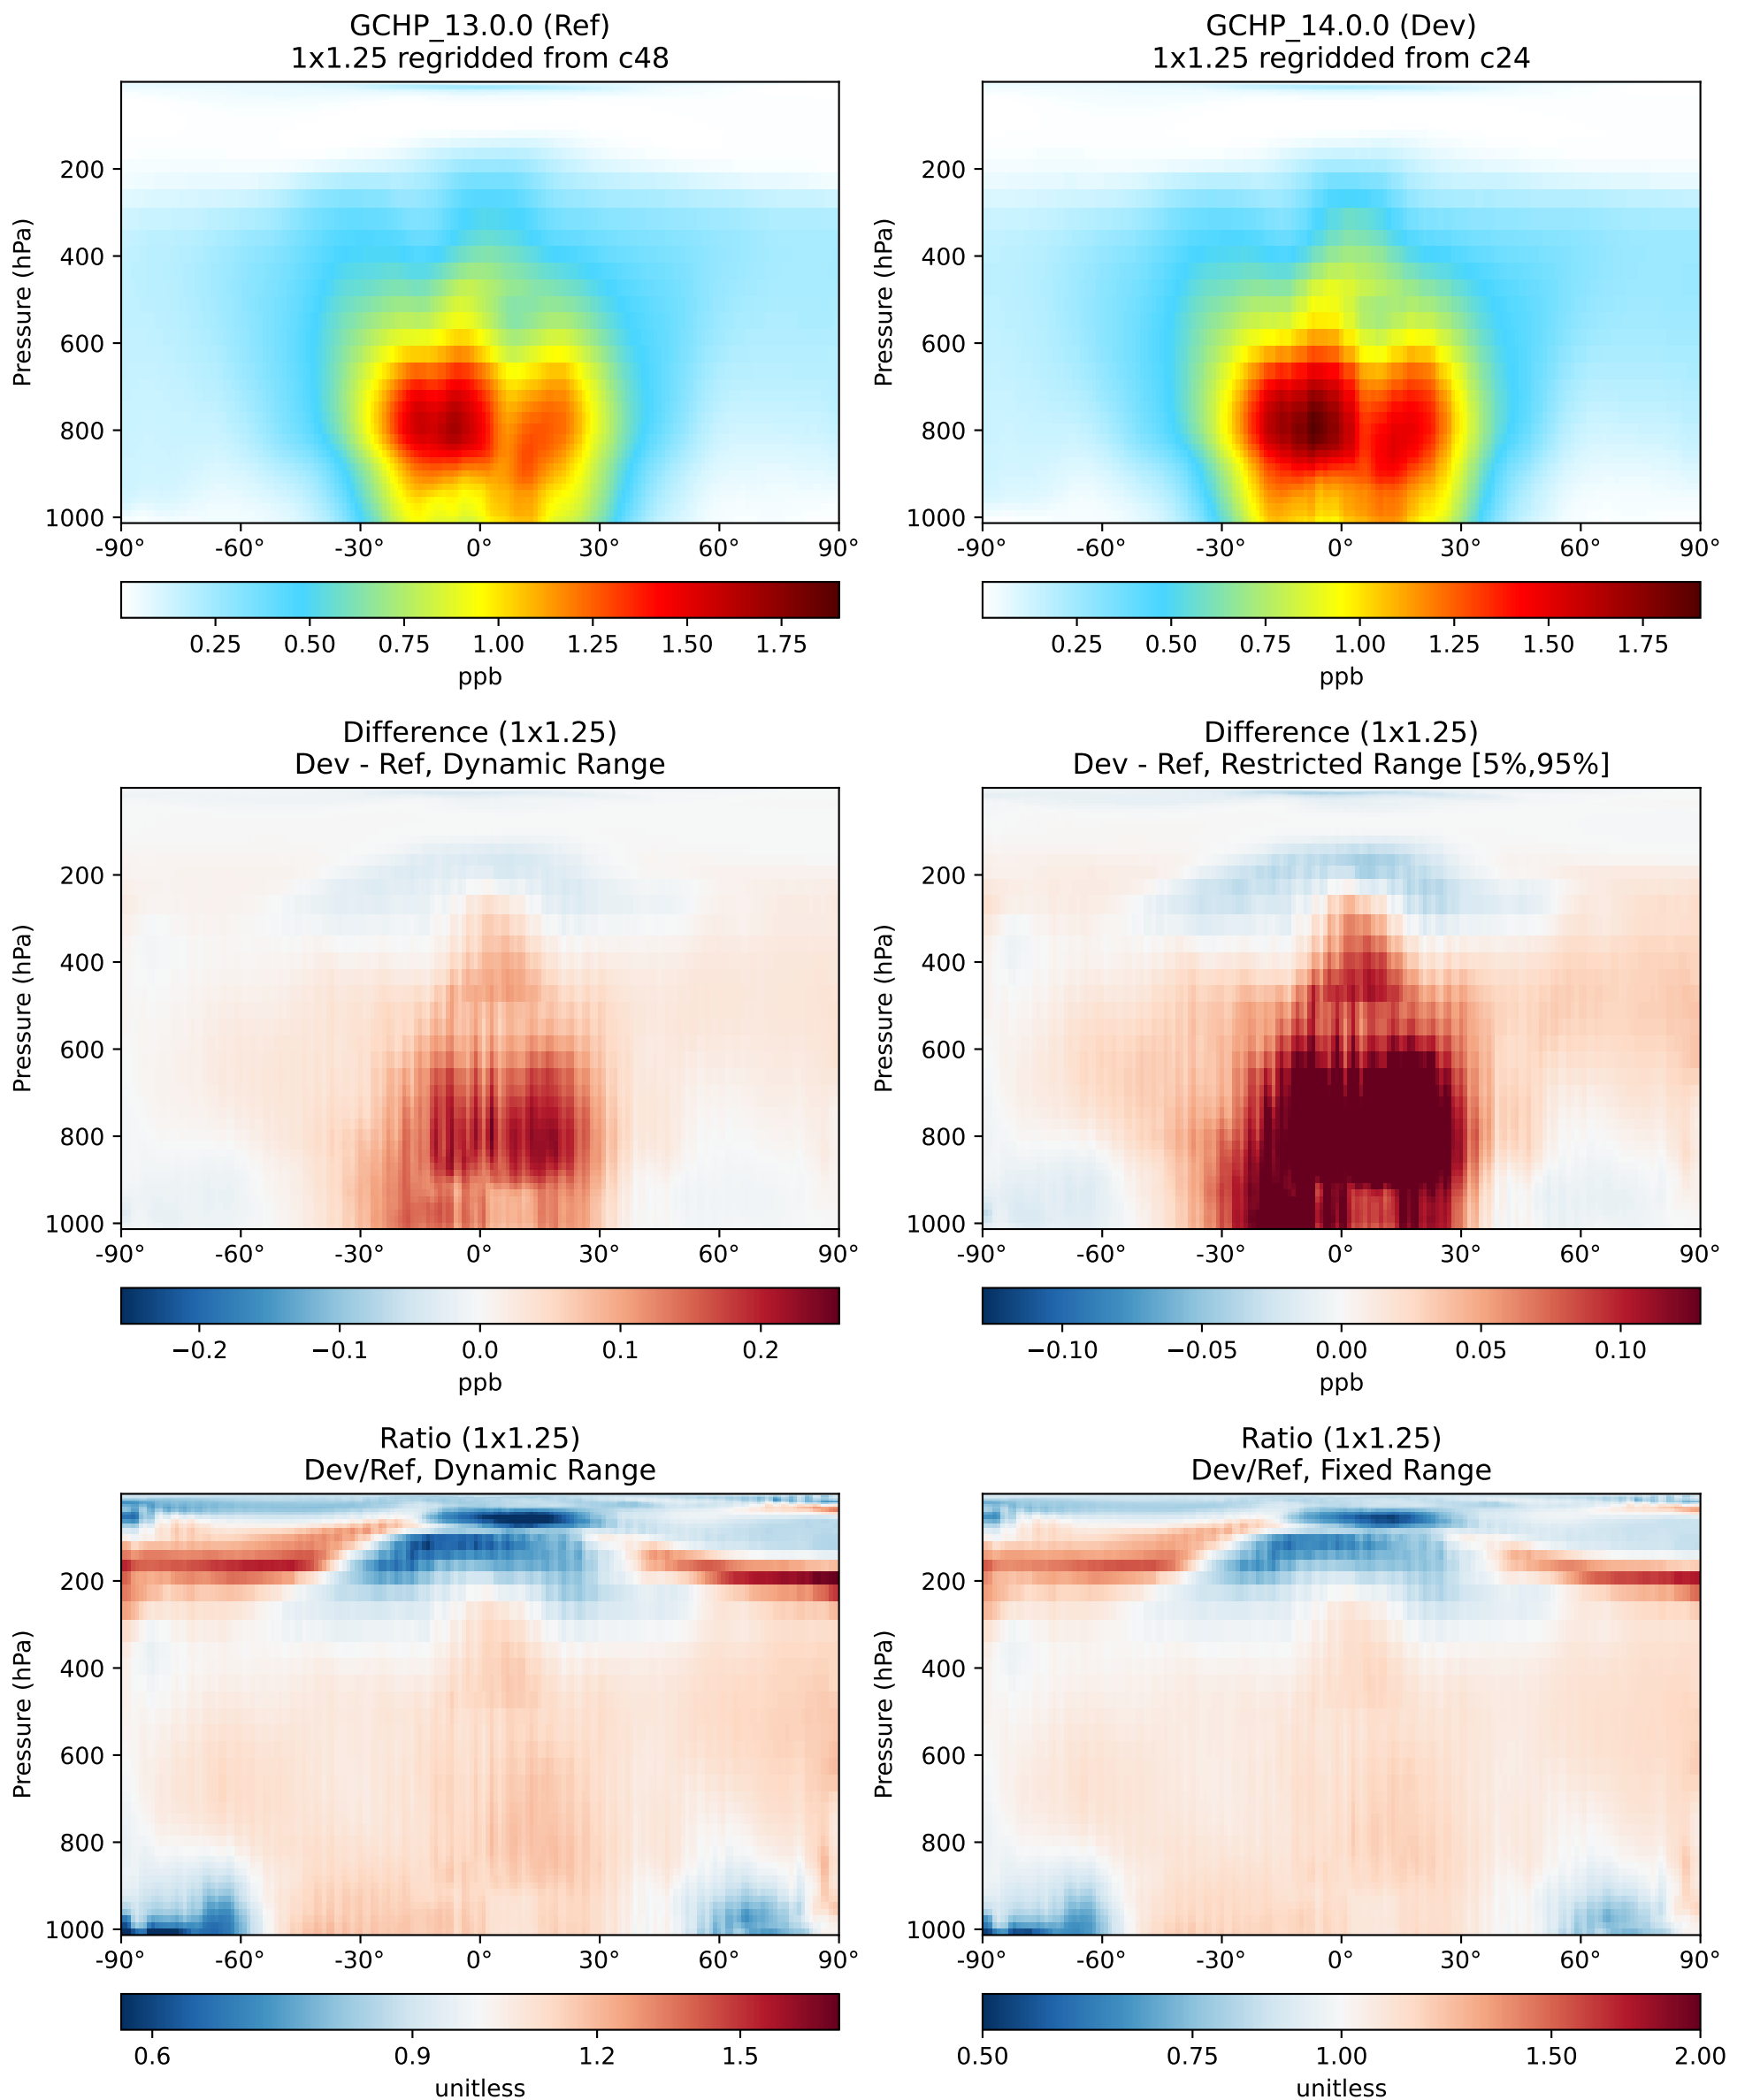 GCHP_13.0.0 (Ref)
1x1.25 regridded from c48
Pressure (hPa)
200
400
600
800
1000
-90° -60° -30° 0° 30° 60° 90°
0.25 0.50 0.75 1.00 1.25 1.50 1.75
ppb
GCHP_14.0.0 (Dev)
1x1.25 regridded from c24
Pressure (hPa)
200
400
600
800
1000
-90° -60° -30° 0° 30° 60° 90°
0.25 0.50 0.75 1.00 1.25 1.50 1.75
ppb
Difference (1x1.25)
Dev - Ref, Dynamic Range
Pressure (hPa)
200
400
600
800
1000
-90° -60° -30° 0° 30° 60° 90°
−0.2 −0.1 0.0 0.1 0.2
ppb
Difference (1x1.25)
Dev - Ref, Restricted Range [5%,95%]
Pressure (hPa)
200
400
600
800
1000
-90° -60° -30° 0° 30° 60° 90°
−0.10 −0.05 0.00 0.05 0.10
ppb
Ratio (1x1.25)
Dev/Ref, Dynamic Range
Pressure (hPa)
200
400
600
800
1000
-90° -60° -30° 0° 30° 60° 90°
0.6 0.9 1.2 1.5
unitless
Ratio (1x1.25)
Dev/Ref, Fixed Range
Pressure (hPa)
200
400
600
800
1000
-90° -60° -30° 0° 30° 60° 90°
0.50 0.75 1.00 1.50 2.00
unitless